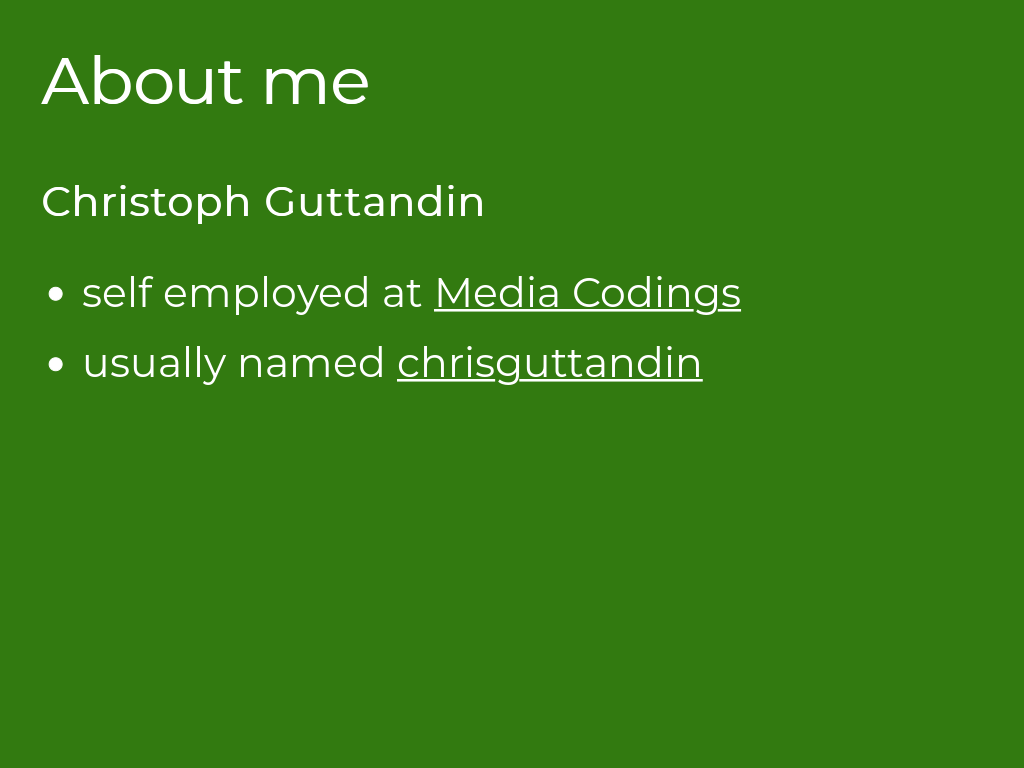 About me
Christoph Guttandin
• self employed at Media Codings
• usually named chrisguttandin